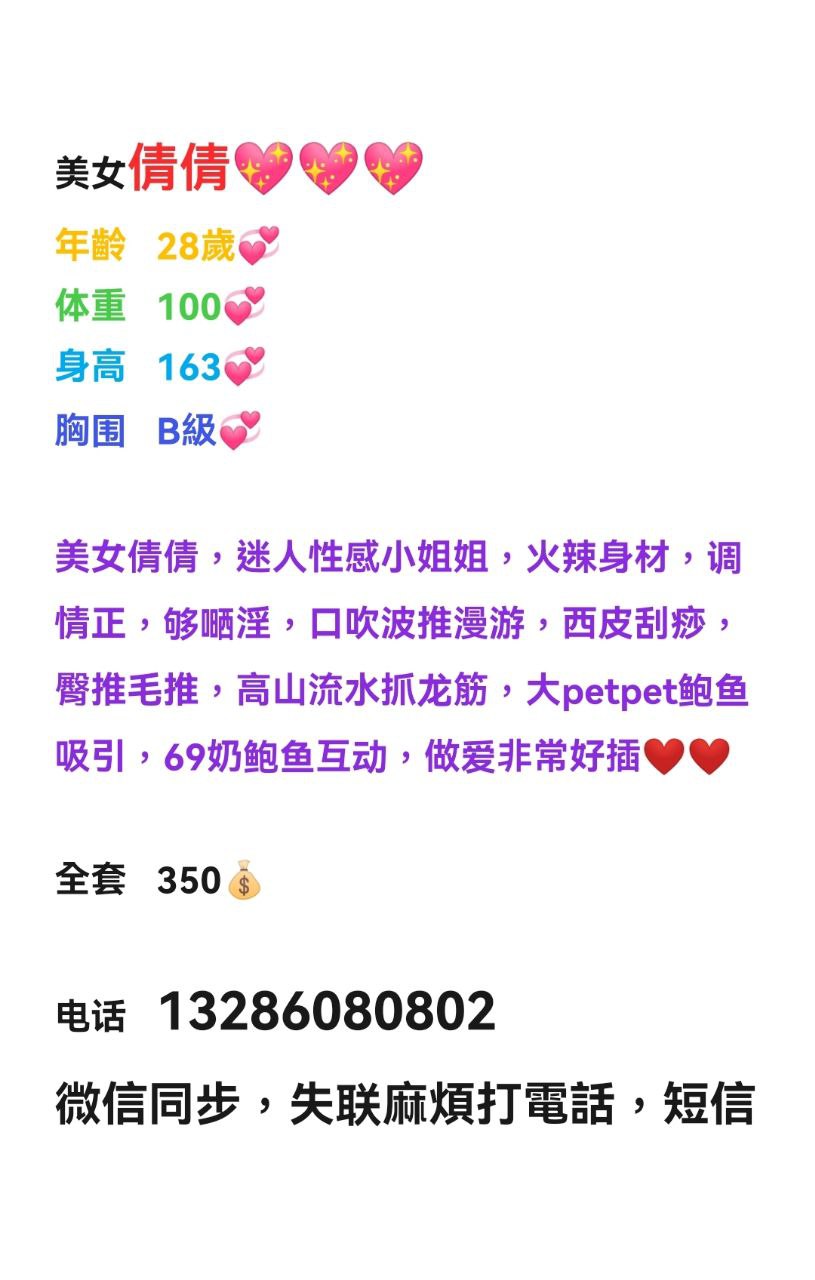 美女倩倩💖💖💖
年齡 28歲💞
体重 100💞
身高 163💞
胸围 B級💞
美女倩倩，迷人性感小姐姐，火辣身材，调
情正，够嗮淫，口吹波推漫游，西皮刮痧，
臀推毛推，高山流水抓龙筋，大petpet鲍鱼
吸引，69奶鲍鱼互动，做爱非常好插❤️❤️
全套 350💰
电话 13286080802
微信同步，失联麻煩打電話，短信